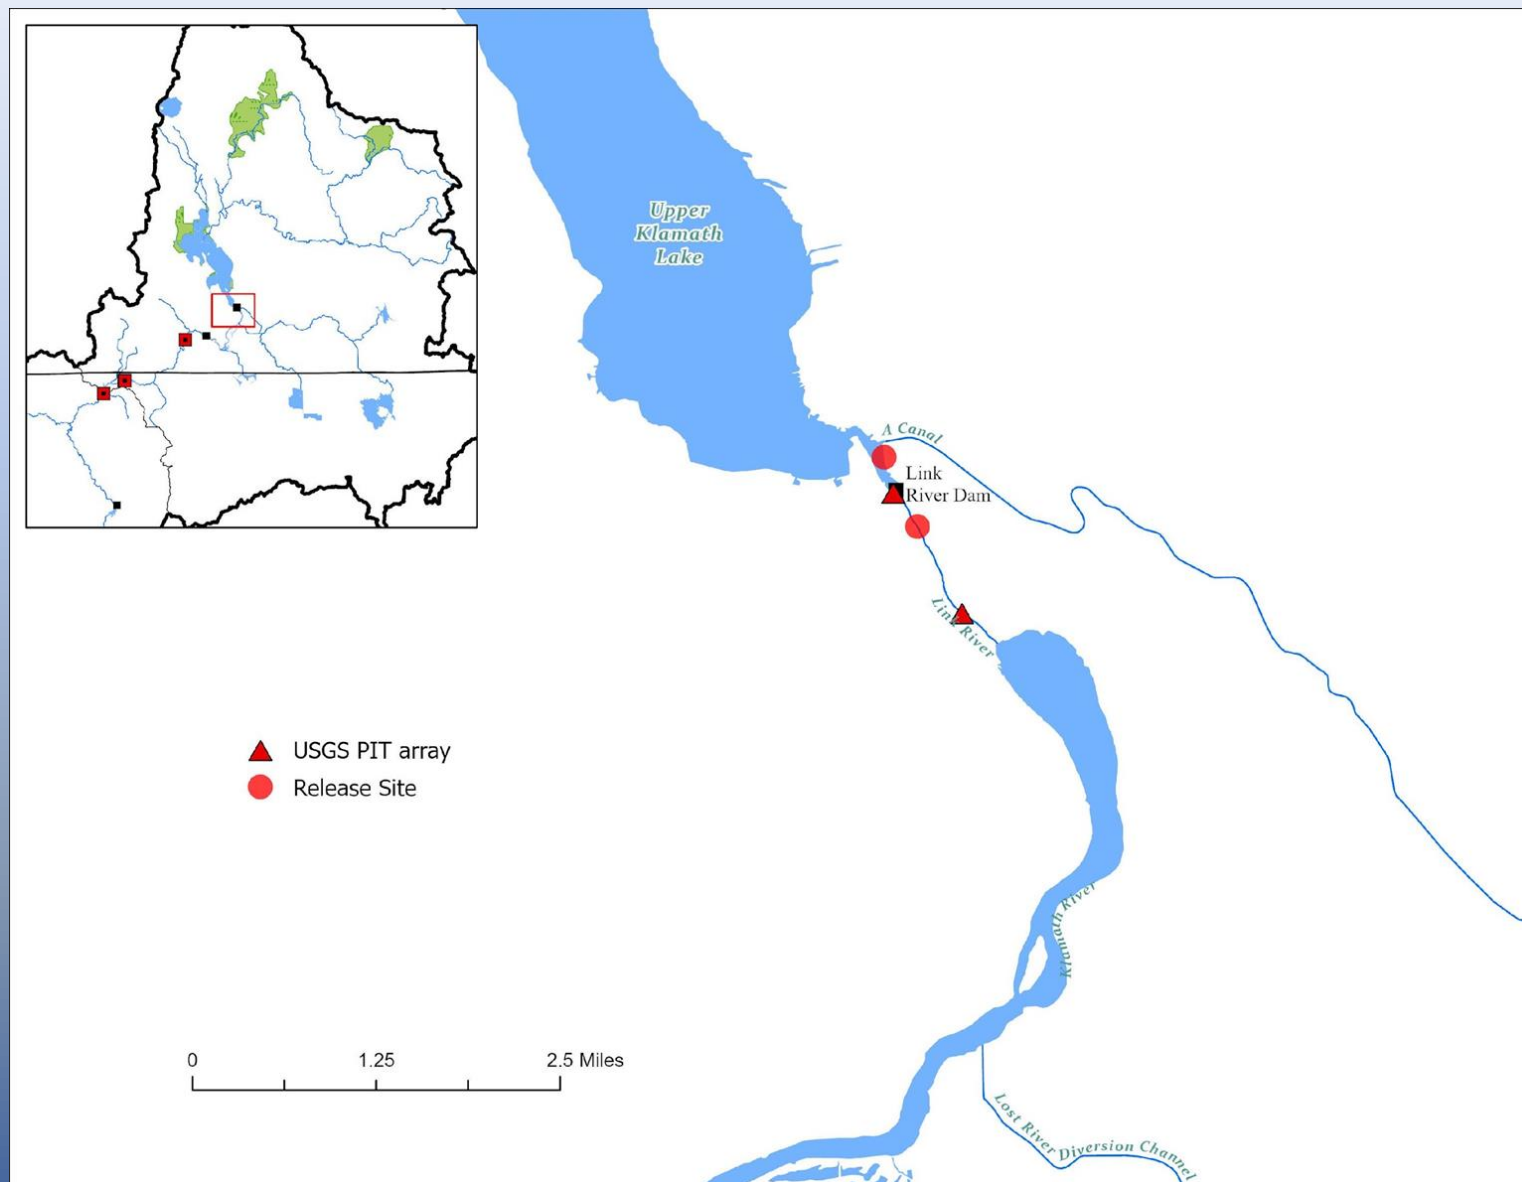 Upper
Klamath
Lake
A Canal
Link
River Dam
Link River
USGS PIT array
Release Site
Klamath River
0 1.25 2.5 Miles
Lost River Diversion Channel